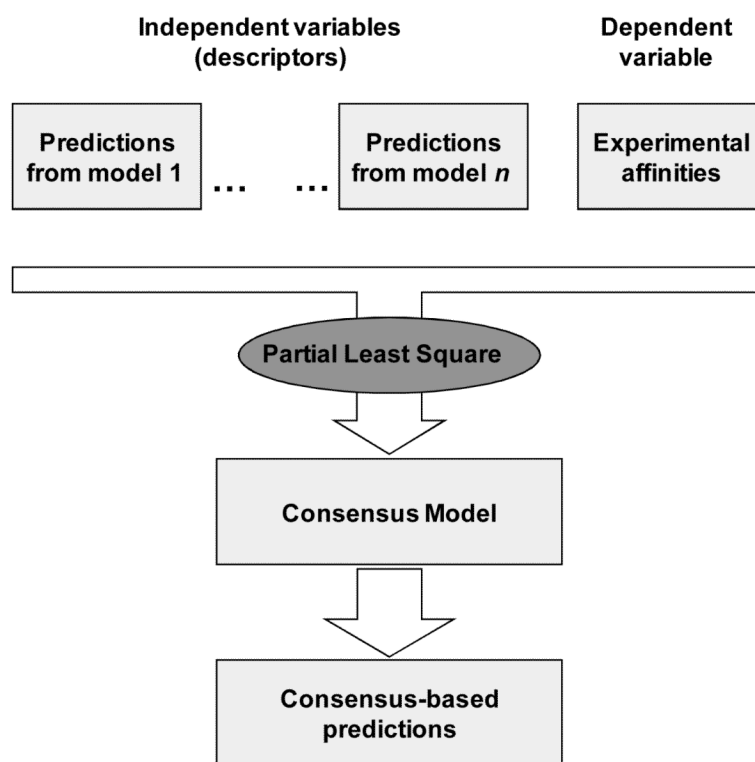 Independent variables
(descriptors)
Dependent
variable
Predictions
from model 1
... ...
Predictions
from model n
Experimental
affinities
Partial Least Square
Consensus Model
Consensus-based
predictions